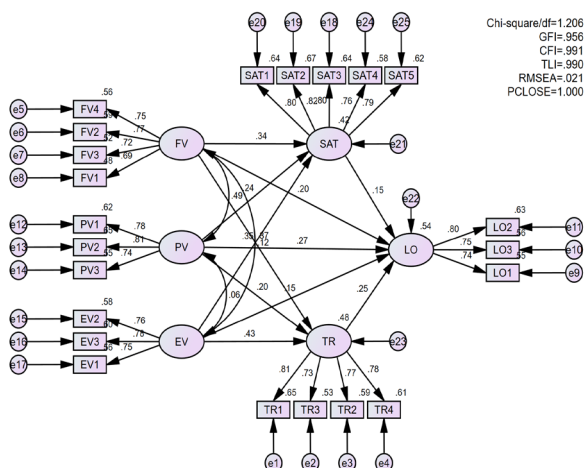 Chi-square/df=1.206
GFI=.956
CFI=.991
TLI=.990
RMSEA=.021
PCLOSE=1.000
e20 e19 e18 e24 e25
.64 .67 .64 .58 .62
SAT1 SAT2 SAT3 SAT4 SAT5
.80 .76 .79
.42
SAT e21
e5 .56 FV4 .75
e6 FV2 .77
e7 FV3 .72
e8 FV1 .69
FV .34
.24
.49
.20
.15
e22
.54
LO
.63
.80 LO2 e11
.75 LO3 e10
.74 LO1 e9
e12 .62 PV1 .78
e13 PV2 .81
e14 PV3 .74
PV .27
.12
.06
.20
.15
.25
e15 .58 EV2 .76
e16 EV3 .78
e17 EV1 .75
EV .43
.48
TR e23
.81 .73 .77 .78
.65 .53 .59 .61
TR1 TR3 TR2 TR4
e1 e2 e3 e4